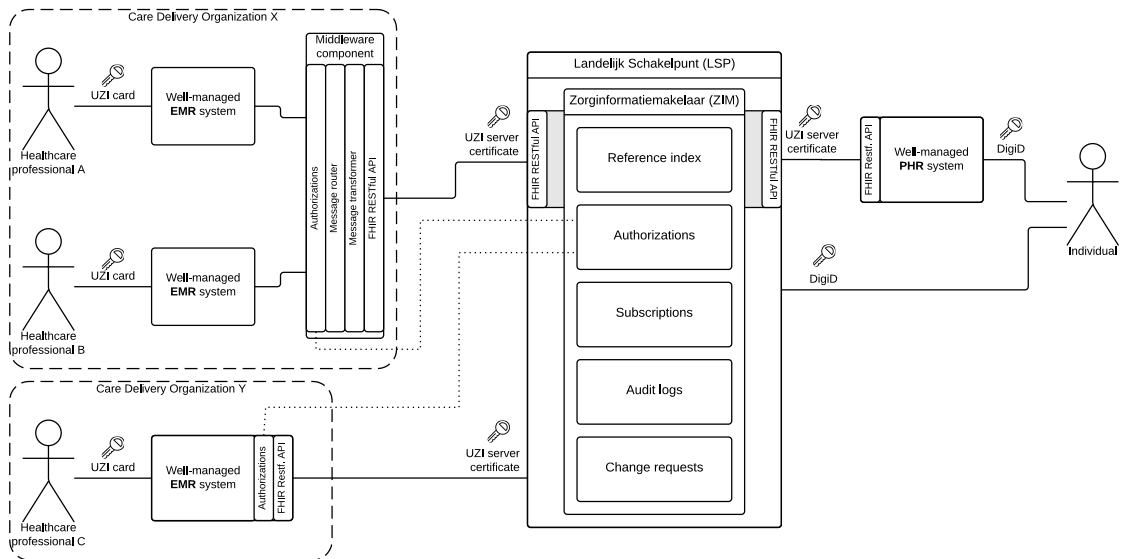 Care Delivery Organization X
Healthcare
professional A
UZI card
Well-managed
EMR system
Healthcare
professional B
UZI card
Well-managed
EMR system
Middleware
component
Authorizations
Message router
Message transformer
FHIR RESTful API
UZI server
certificate
Care Delivery Organization Y
Healthcare
professional C
UZI card
Well-managed
EMR system
Authorizations
FHIR Restf. API
UZI server
certificate
Landelijk Schakelpunt (LSP)
Zorginformatiemakelaar (ZIM)
FHIR RESTful API
Reference index
Authorizations
Subscriptions
Audit logs
Change requests
FHIR RESTful API
UZI server
certificate
FHIR Restf. API
Well-managed
PHR system
DigiD
DigiD
Individual